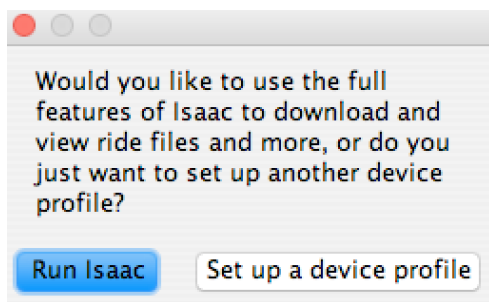 Would you like to use the full
features of Isaac to download and
view ride files and more, or do you
just want to set up another device
profile?
Run Isaac
Set up a device profile